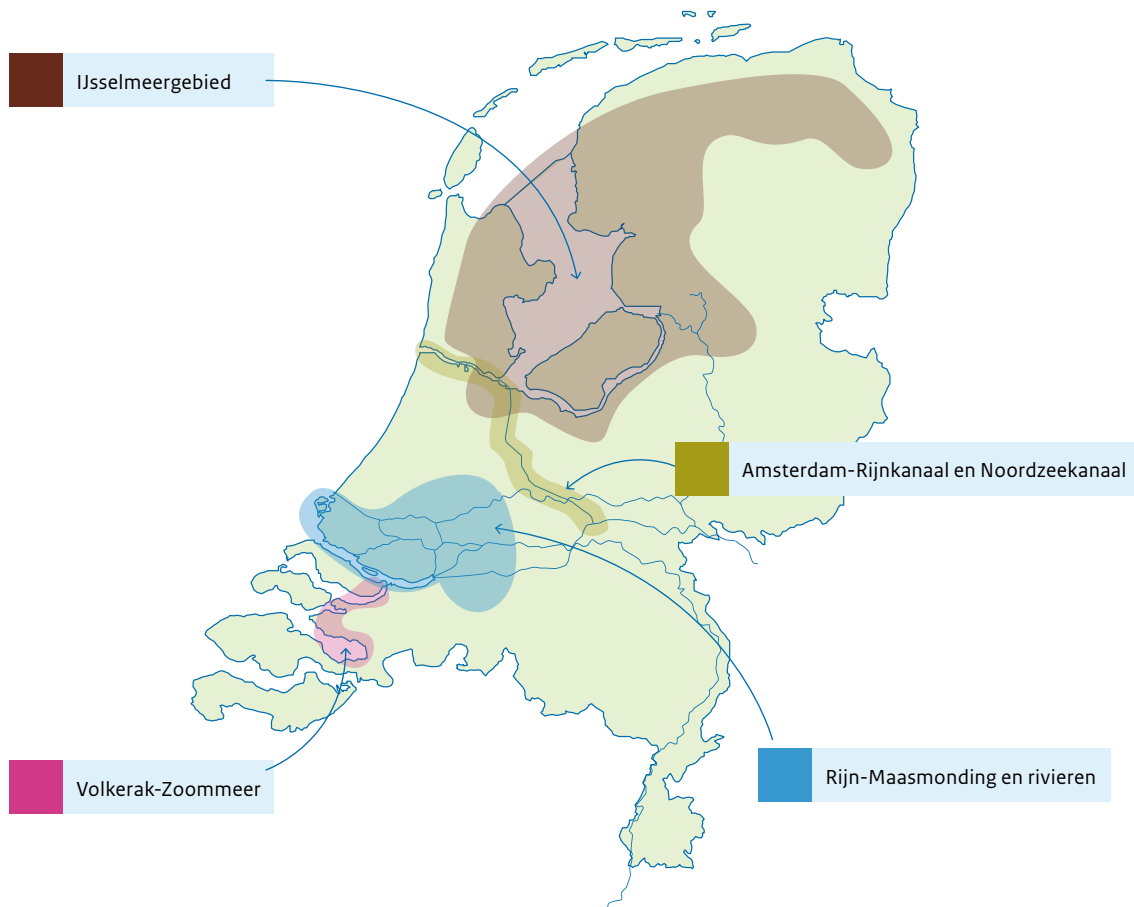 IJsselmeergebied
Amsterdam-Rijnkanaal en Noordzeekanaal
Rijn-Maasmonding en rivieren
Volkerak-Zoommeer